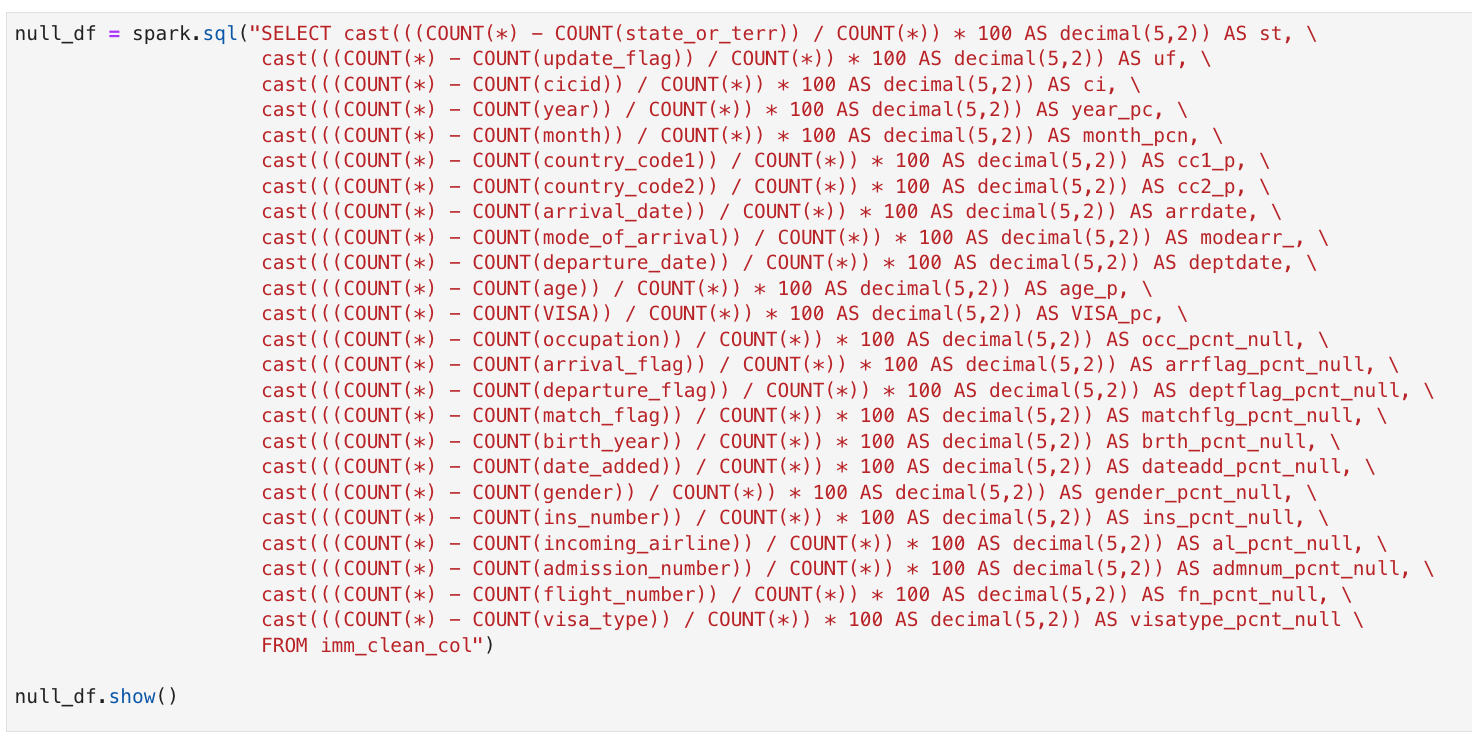 null_df = spark.sql("SELECT cast(((COUNT(*) - COUNT(state_or_terr)) / COUNT(*)) * 100 AS decimal(5,2)) AS st, \
cast(((COUNT(*) - COUNT(update_flag)) / COUNT(*)) * 100 AS decimal(5,2)) AS uf, \
cast(((COUNT(*) - COUNT(cicid)) / COUNT(*)) * 100 AS decimal(5,2)) AS ci, \
cast(((COUNT(*) - COUNT(year)) / COUNT(*)) * 100 AS decimal(5,2)) AS year_pc, \
cast(((COUNT(*) - COUNT(month)) / COUNT(*)) * 100 AS decimal(5,2)) AS month_pcn, \
cast(((COUNT(*) - COUNT(country_code1)) / COUNT(*)) * 100 AS decimal(5,2)) AS cc1_p, \
cast(((COUNT(*) - COUNT(country_code2)) / COUNT(*)) * 100 AS decimal(5,2)) AS cc2_p, \
cast(((COUNT(*) - COUNT(arrival_date)) / COUNT(*)) * 100 AS decimal(5,2)) AS arrdate, \
cast(((COUNT(*) - COUNT(mode_of_arrival)) / COUNT(*)) * 100 AS decimal(5,2)) AS modearr_, \
cast(((COUNT(*) - COUNT(departure_date)) / COUNT(*)) * 100 AS decimal(5,2)) AS deptdate, \
cast(((COUNT(*) - COUNT(age)) / COUNT(*)) * 100 AS decimal(5,2)) AS age_p, \
cast(((COUNT(*) - COUNT(VISA)) / COUNT(*)) * 100 AS decimal(5,2)) AS VISA_pc, \
cast(((COUNT(*) - COUNT(occupation)) / COUNT(*)) * 100 AS decimal(5,2)) AS occ_pcnt_null, \
cast(((COUNT(*) - COUNT(arrival_flag)) / COUNT(*)) * 100 AS decimal(5,2)) AS arrflag_pcnt_null, \
cast(((COUNT(*) - COUNT(departure_flag)) / COUNT(*)) * 100 AS decimal(5,2)) AS deptflag_pcnt_null, \
cast(((COUNT(*) - COUNT(match_flag)) / COUNT(*)) * 100 AS decimal(5,2)) AS matchflg_pcnt_null, \
cast(((COUNT(*) - COUNT(birth_year)) / COUNT(*)) * 100 AS decimal(5,2)) AS brth_pcnt_null, \
cast(((COUNT(*) - COUNT(date_added)) / COUNT(*)) * 100 AS decimal(5,2)) AS dateadd_pcnt_null, \
cast(((COUNT(*) - COUNT(gender)) / COUNT(*)) * 100 AS decimal(5,2)) AS gender_pcnt_null, \
cast(((COUNT(*) - COUNT(ins_number)) / COUNT(*)) * 100 AS decimal(5,2)) AS ins_pcnt_null, \
cast(((COUNT(*) - COUNT(incoming_airline)) / COUNT(*)) * 100 AS decimal(5,2)) AS al_pcnt_null, \
cast(((COUNT(*) - COUNT(admission_number)) / COUNT(*)) * 100 AS decimal(5,2)) AS admnum_pcnt_null, \
cast(((COUNT(*) - COUNT(flight_number)) / COUNT(*)) * 100 AS decimal(5,2)) AS fn_pcnt_null, \
cast(((COUNT(*) - COUNT(visa_type)) / COUNT(*)) * 100 AS decimal(5,2)) AS visatype_pcnt_null \
FROM imm_clean_col")
null_df.show()